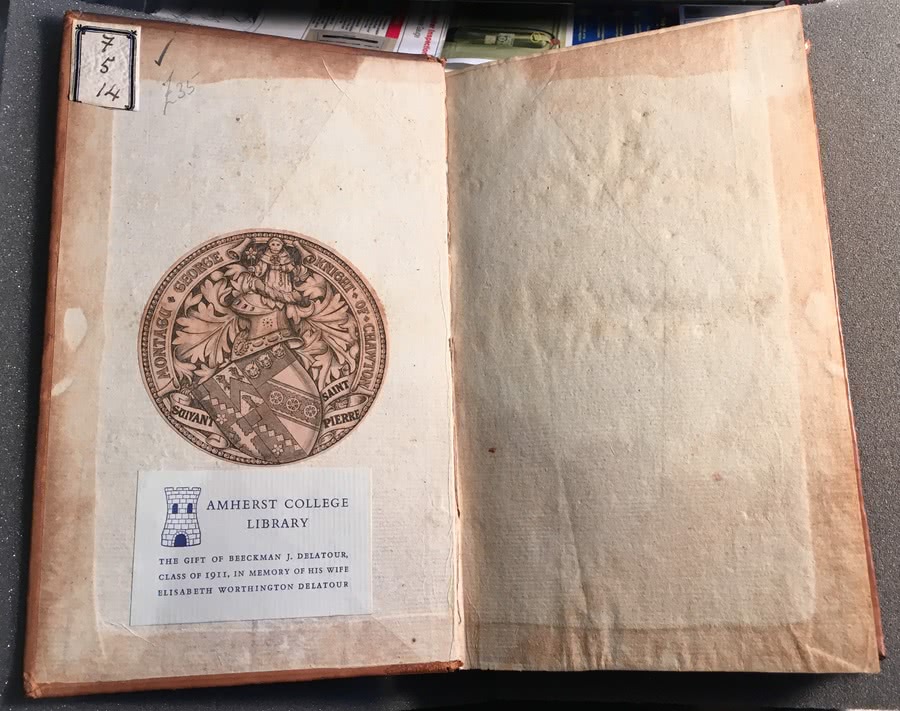 7
5
14
£35
MONTAGU • GEORGE KNIGHT • OF • CHAWTON
SUIVANT SAINT PIERRE
AMHERST COLLEGE
LIBRARY
THE GIFT OF BEECKMAN J. DELATOUR,
CLASS OF 1911, IN MEMORY OF HIS WIFE
ELISABETH WORTHINGTON DELATOUR